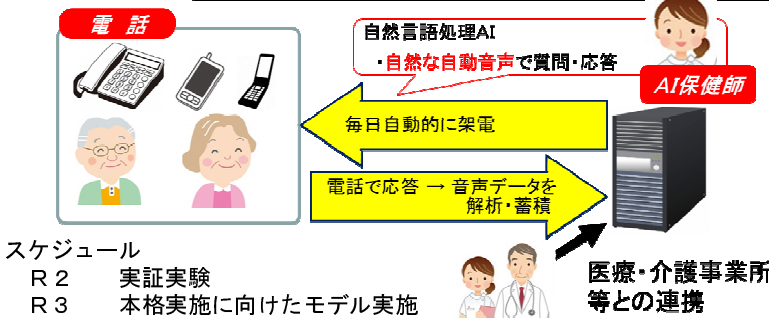 電 話
自然言語処理AI
・自然な自動音声で質問・応答
AI保健師
毎日自動的に架電
電話で応答 → 音声データを
解析・蓄積
スケジュール
R2 実証実験
R3 本格実施に向けたモデル実施
医療・介護事業所
等との連携